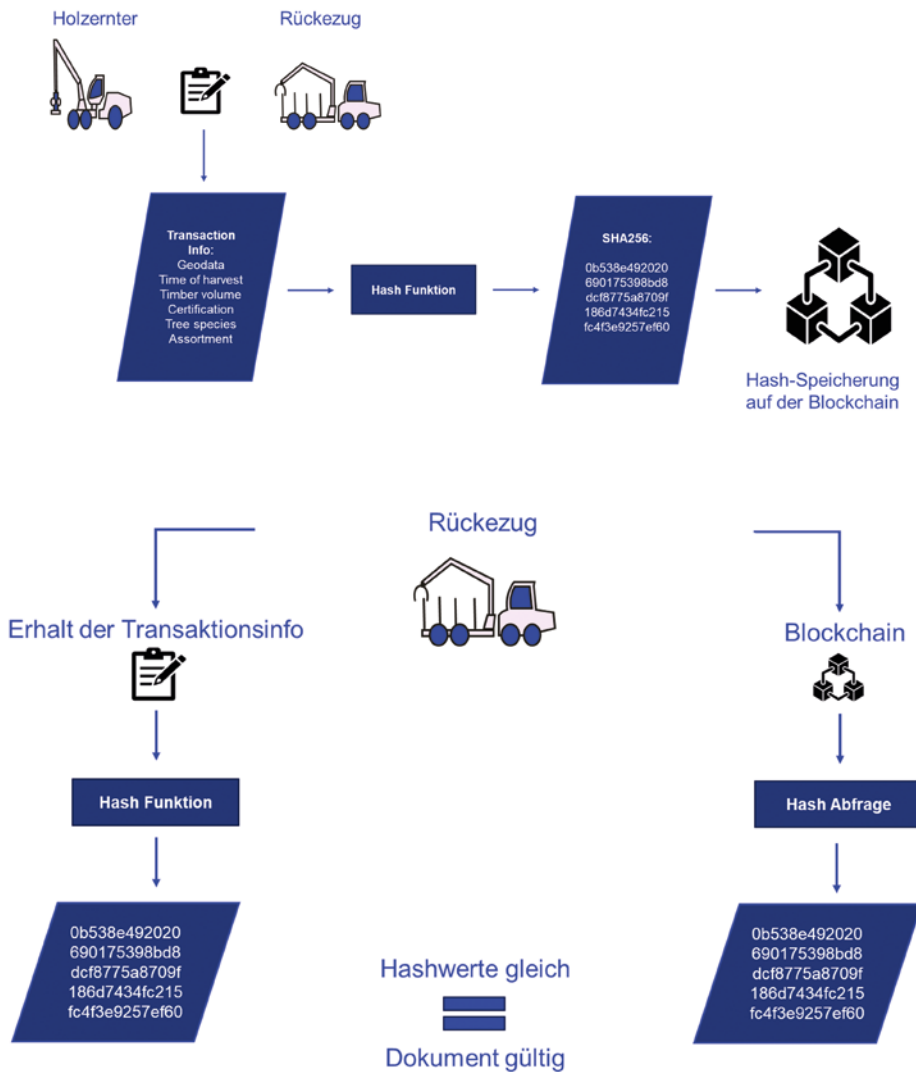 Holzernter
Rückezug
Transaction
Info:
Geodata
Time of harvest
Timber volume
Certification
Tree species
Assortment
Hash Funktion
SHA256:
0b538e492020
690175398bd8
dcf8775a8709f
186d7434fc215
fc4f3e9257ef60
Hash-Speicherung
auf der Blockchain
Rückezug
Erhalt der Transaktionsinfo
Blockchain
Hash Funktion
Hash Abfrage
0b538e492020
690175398bd8
dcf8775a8709f
186d7434fc215
fc4f3e9257ef60
Hashwerte gleich
Dokument gültig
0b538e492020
690175398bd8
dcf8775a8709f
186d7434fc215
fc4f3e9257ef60